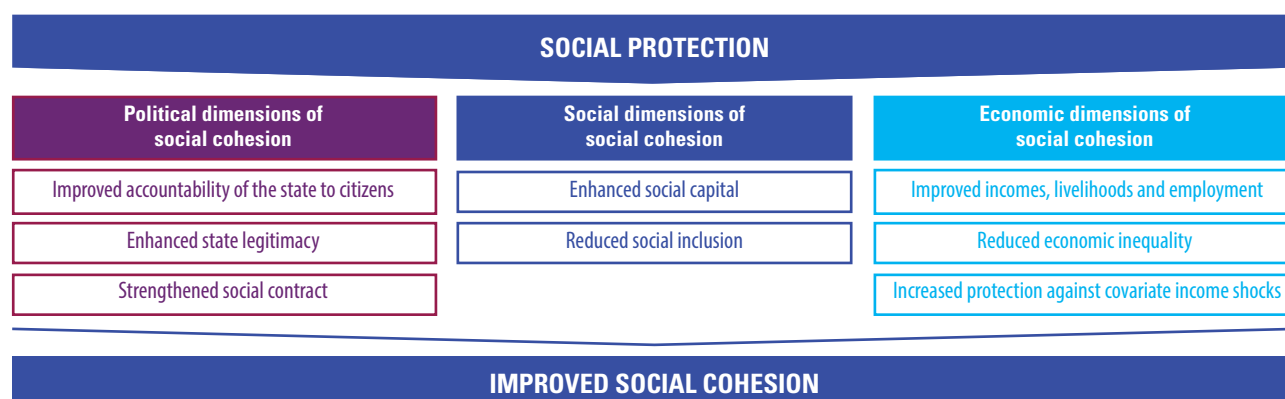 SOCIAL PROTECTION
Political dimensions of
social cohesion
Improved accountability of the state to citizens
Enhanced state legitimacy
Strengthened social contract
Social dimensions of
social cohesion
Enhanced social capital
Reduced social inclusion
Economic dimensions of
social cohesion
Improved incomes, livelihoods and employment
Reduced economic inequality
Increased protection against covariate income shocks
IMPROVED SOCIAL COHESION